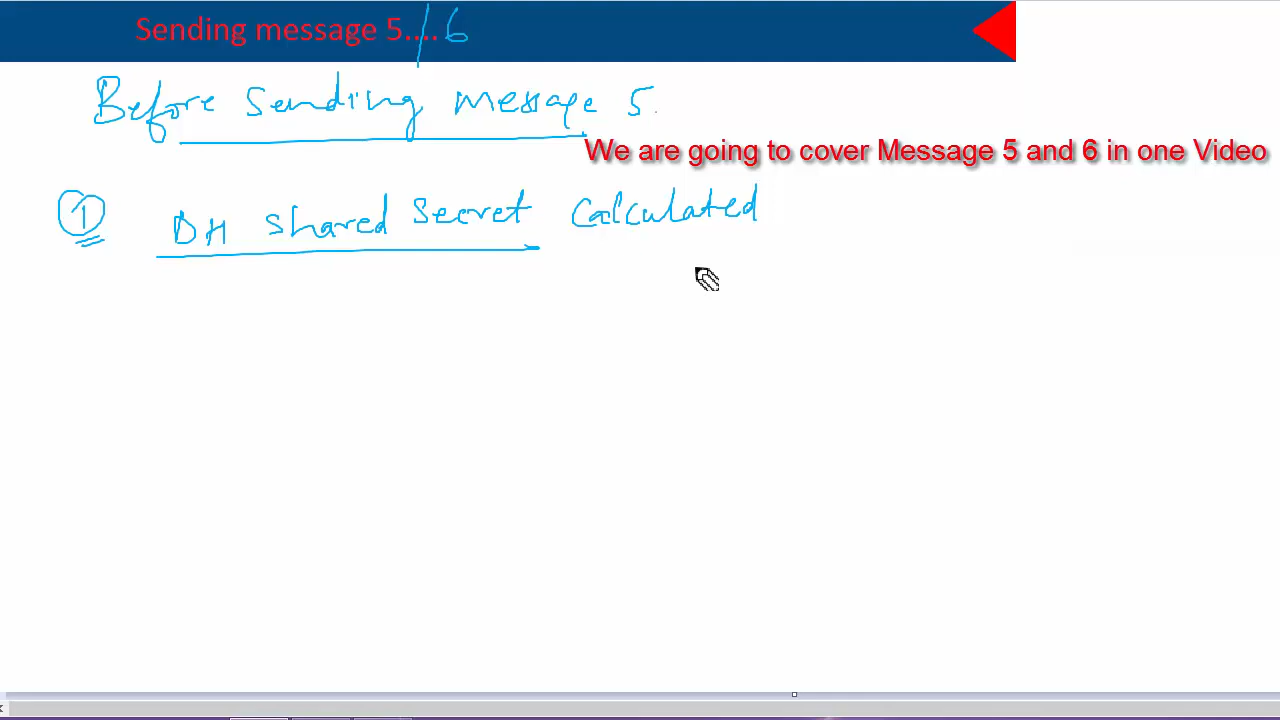 Sending message 5..../6
Before Sending message 5.
We are going to cover Message 5 and 6 in one Video
① DH Shared Secret Calculated